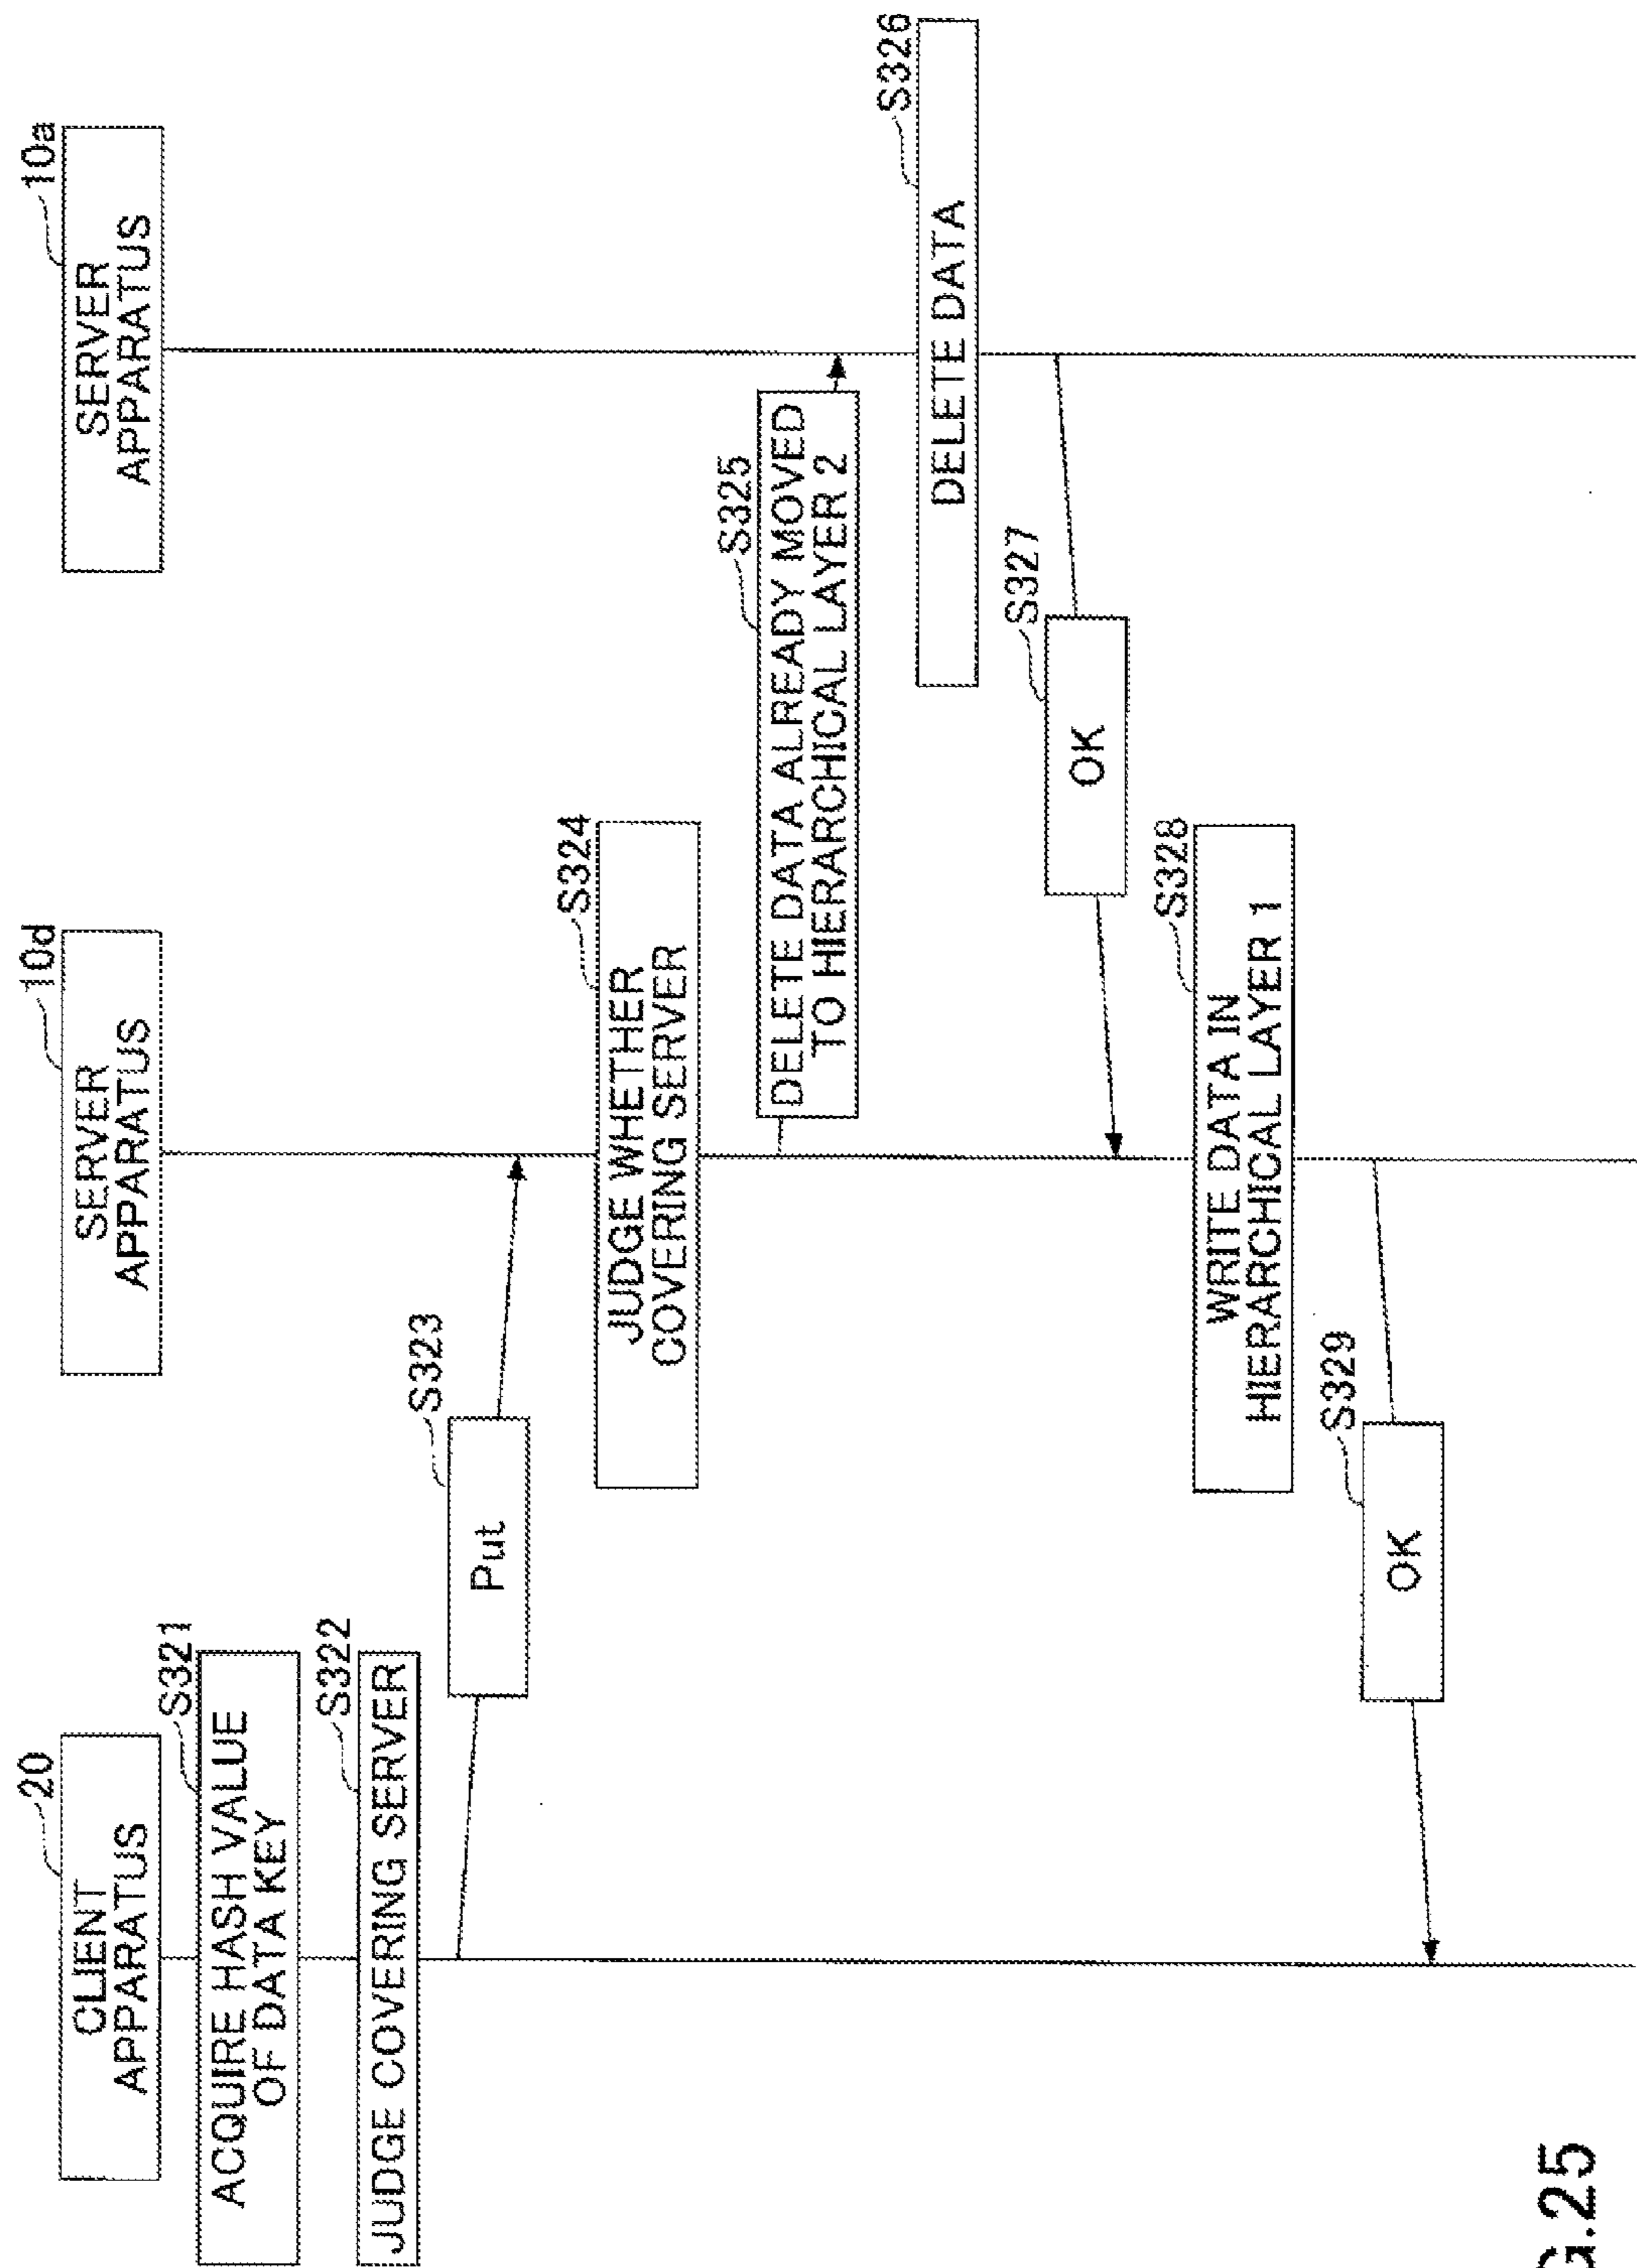 20
CLIENT
APPARATUS
10d
SERVER
APPARATUS
10a
SERVER
APPARATUS
S321
ACQUIRE HASH VALUE
OF DATA KEY
S322
JUDGE COVERING SERVER
S323
Put
S324
JUDGE WHETHER
COVERING SERVER
S325
DELETE DATA ALREADY MOVED
TO HIERARCHICAL LAYER 2
S326
DELETE DATA
S327
OK
S328
WRITE DATA IN
HIERARCHICAL LAYER 1
S329
OK
G.25